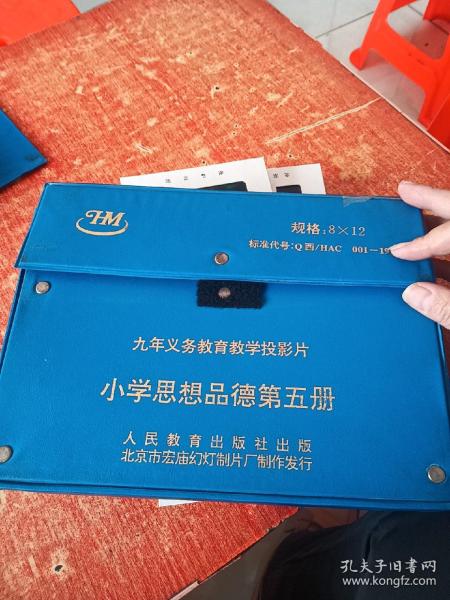 HM
规格:8×12
标准代号:Q西/HAC 001-19
九年义务教育教学投影片
小学思想品德第五册
人民教育出版社出版
北京市宏庙幻灯制片厂制作发行
孔夫子旧书网
www.kongfz.com